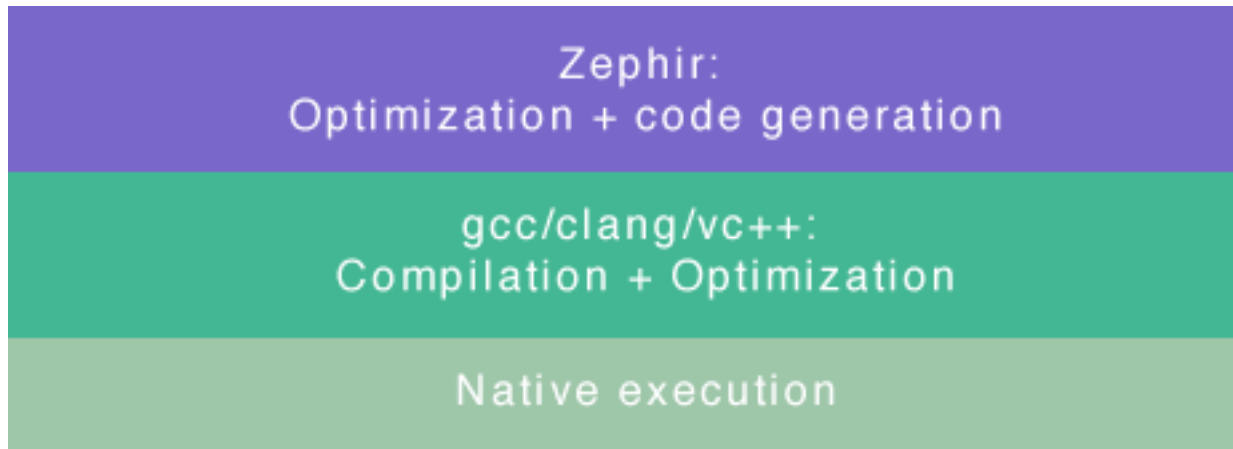 Zephir:
Optimization + code generation
gcc/clang/vc++:
Compilation + Optimization
Native execution